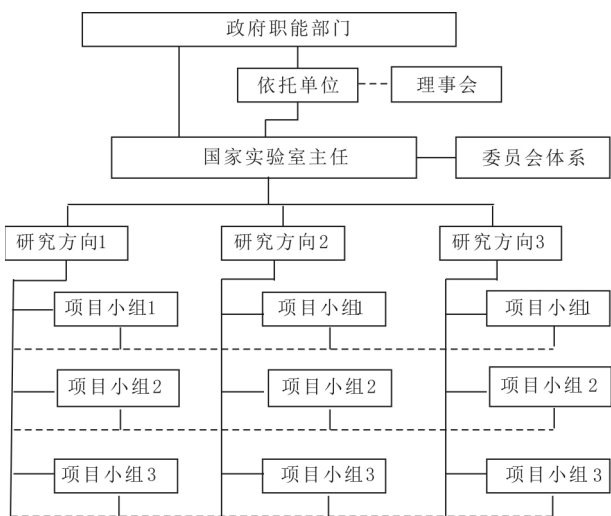 政府职能部门
依托单位
理事会
国家实验室主任
委员会体系
研究方向1
研究方向2
研究方向3
项目小组1
项目小组1
项目小组1
项目小组2
项目小组2
项目小组2
项目小组3
项目小组3
项目小组3